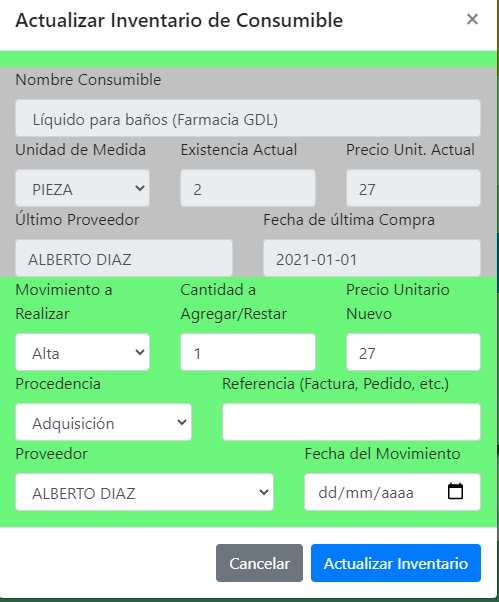 Actualizar Inventario de Consumible ×
Nombre Consumible
Líquido para baños (Farmacia GDL)
Unidad de Medida Existencia Actual Precio Unit. Actual
PIEZA 2 27
Último Proveedor Fecha de última Compra
ALBERTO DIAZ 2021-01-01
Movimiento a Realizar Cantidad a Agregar/Restar Precio Unitario Nuevo
Alta 1 27
Procedencia Referencia (Factura, Pedido, etc.)
Adquisición
Proveedor Fecha del Movimiento
ALBERTO DIAZ dd/mm/aaaa
Cancelar Actualizar Inventario